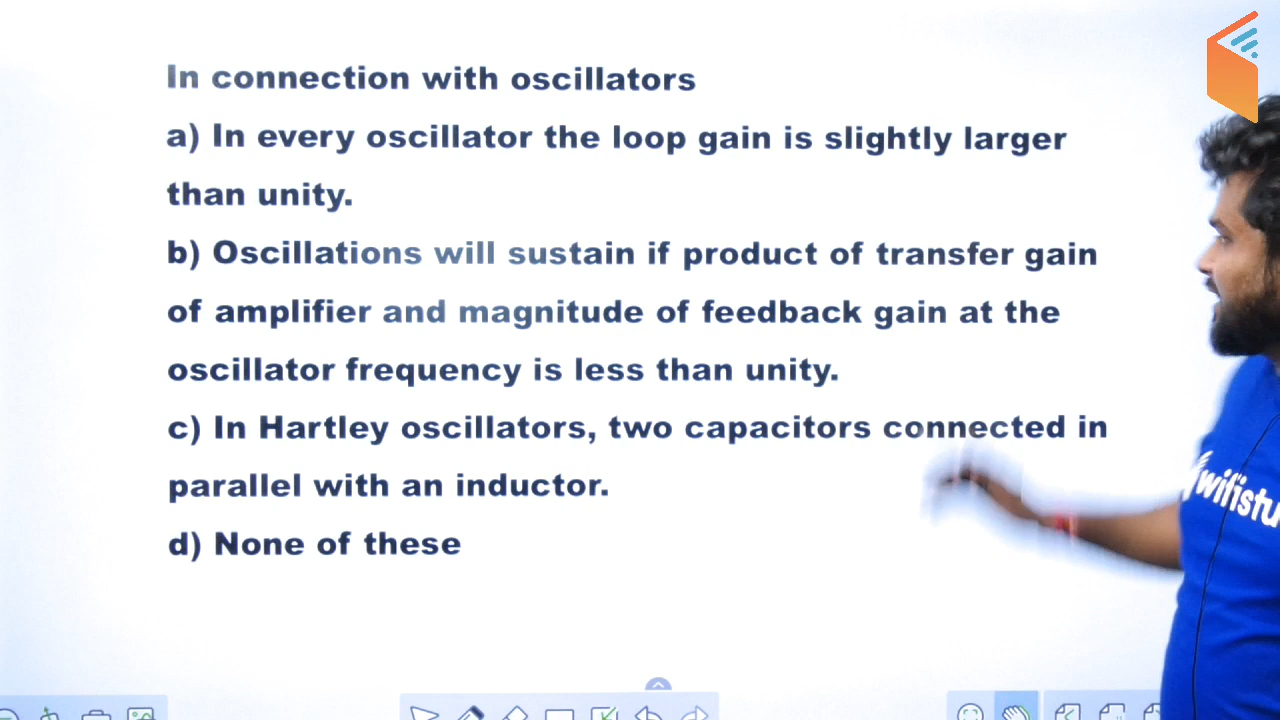 In connection with oscillators
a) In every oscillator the loop gain is slightly larger
than unity.
b) Oscillations will sustain if product of transfer gain
of amplifier and magnitude of feedback gain at the
oscillator frequency is less than unity.
c) In Hartley oscillators, two capacitors connected in
parallel with an inductor.
d) None of these
wifistu